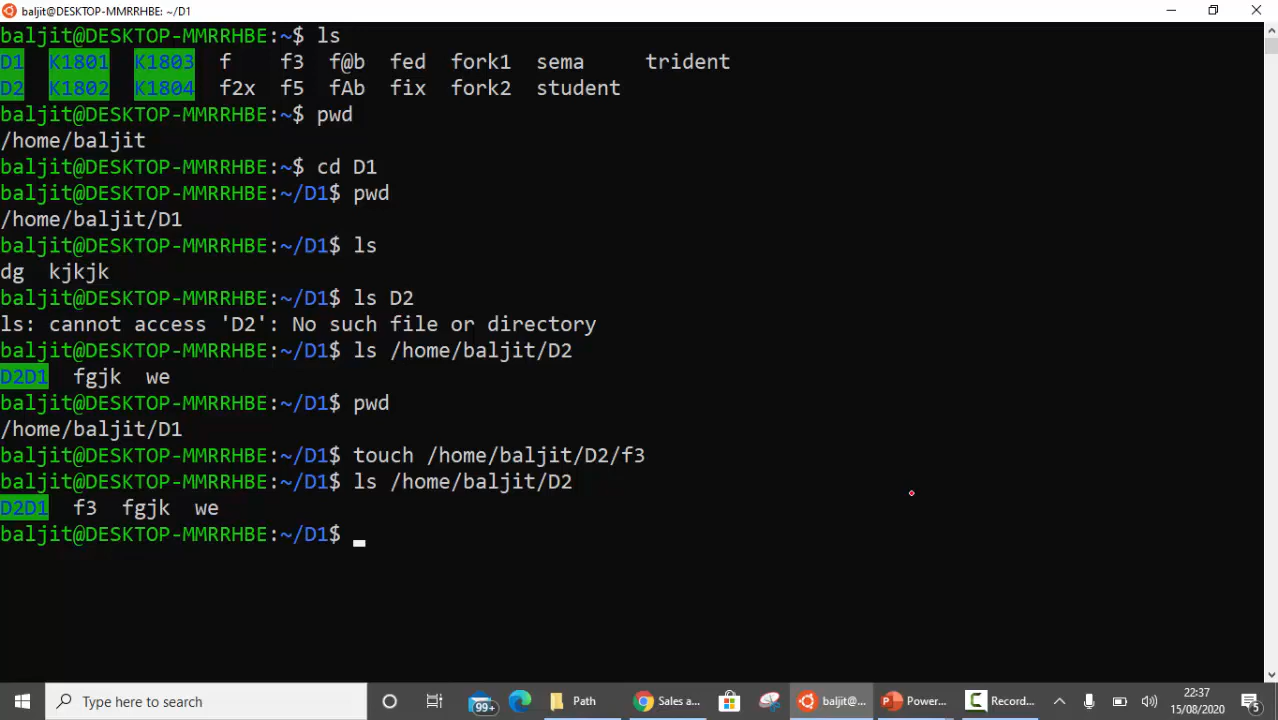 baljit@DESKTOP-MMRRHBE: ~/D1
baljit@DESKTOP-MMRRHBE:~$ ls
D1 K1801 K1803 f f3 f@b fed fork1 sema trident
D2 K1802 K1804 f2x f5 fAb fix fork2 student
baljit@DESKTOP-MMRRHBE:~$ pwd
/home/baljit
baljit@DESKTOP-MMRRHBE:~$ cd D1
baljit@DESKTOP-MMRRHBE:~/D1$ pwd
/home/baljit/D1
baljit@DESKTOP-MMRRHBE:~/D1$ ls
dg kjkjk
baljit@DESKTOP-MMRRHBE:~/D1$ ls D2
ls: cannot access 'D2': No such file or directory
baljit@DESKTOP-MMRRHBE:~/D1$ ls /home/baljit/D2
D2D1 fgjk we
baljit@DESKTOP-MMRRHBE:~/D1$ pwd
/home/baljit/D1
baljit@DESKTOP-MMRRHBE:~/D1$ touch /home/baljit/D2/f3
baljit@DESKTOP-MMRRHBE:~/D1$ ls /home/baljit/D2
D2D1 f3 fgjk we
baljit@DESKTOP-MMRRHBE:~/D1$
Type here to search 99+ Path Sales a... baljit@... Power... Record... 22:37
15/08/2020 5